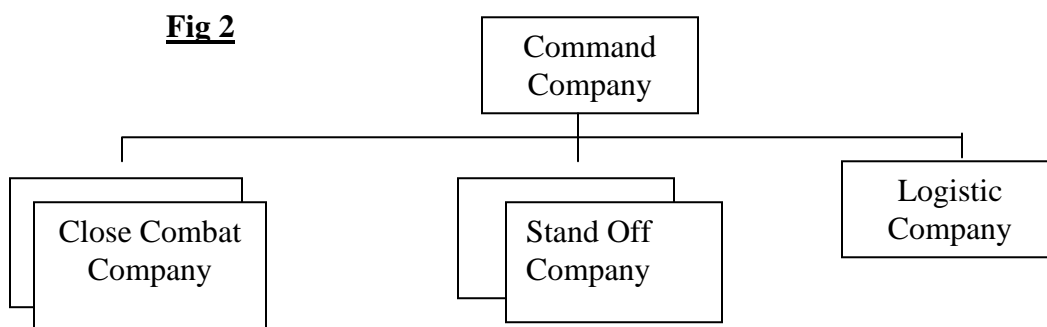 Fig 2
Command
Company
Close Combat
Company
Stand Off
Company
Logistic
Company